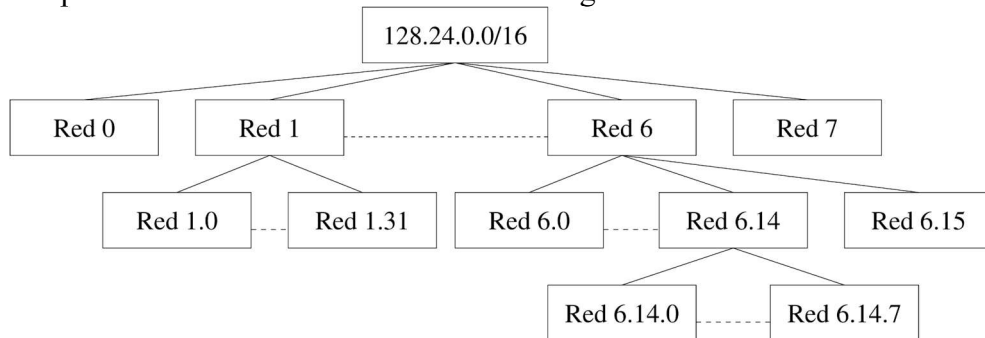 128.24.0.0/16
Red 0
Red 1
Red 6
Red 7
Red 1.0
Red 1.31
Red 6.0
Red 6.14
Red 6.15
Red 6.14.0
Red 6.14.7